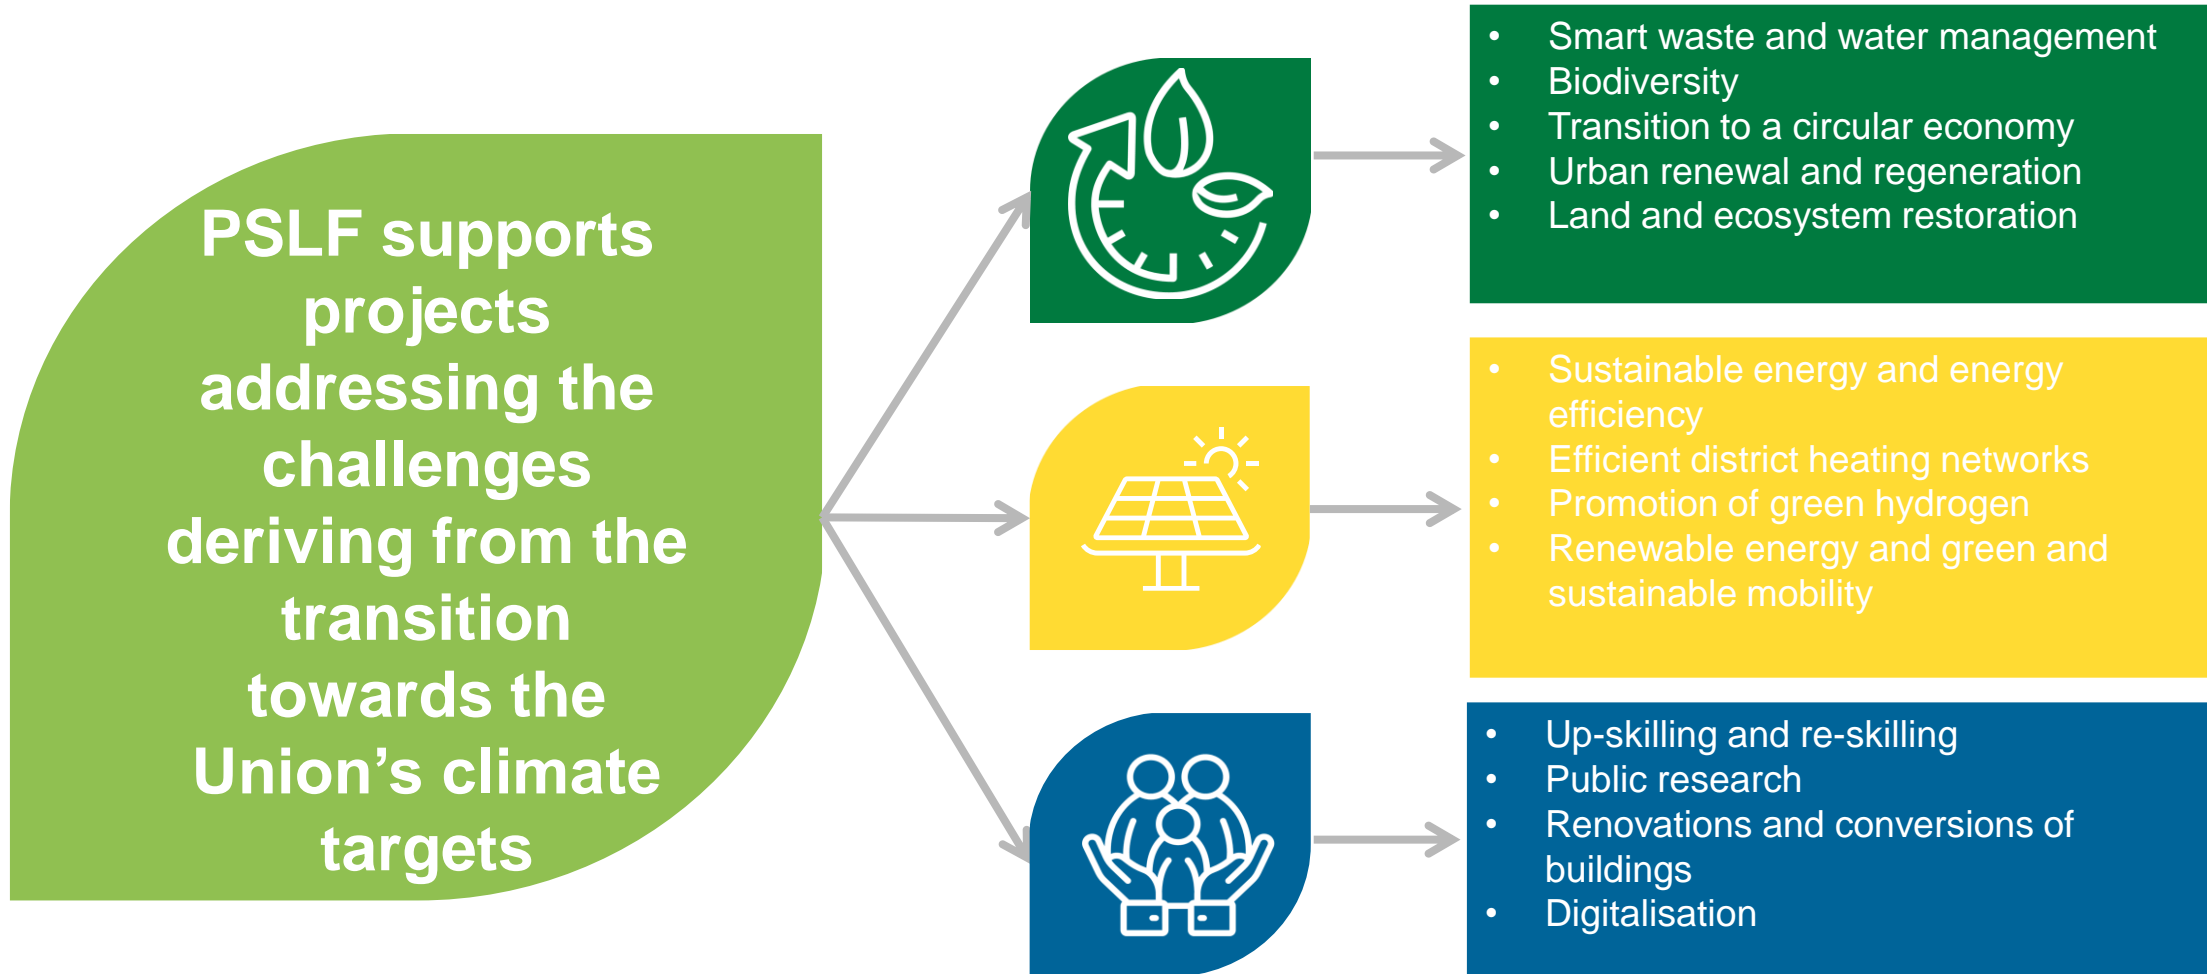 PSLF supports
projects
addressing the
challenges
deriving from the
transition
towards the
Union’s climate
targets
• Smart waste and water management
• Biodiversity
• Transition to a circular economy
• Urban renewal and regeneration
• Land and ecosystem restoration
• Sustainable energy and energy
efficiency
• Efficient district heating networks
• Promotion of green hydrogen
• Renewable energy and green and
sustainable mobility
• Up-skilling and re-skilling
• Public research
• Renovations and conversions of
buildings
• Digitalisation